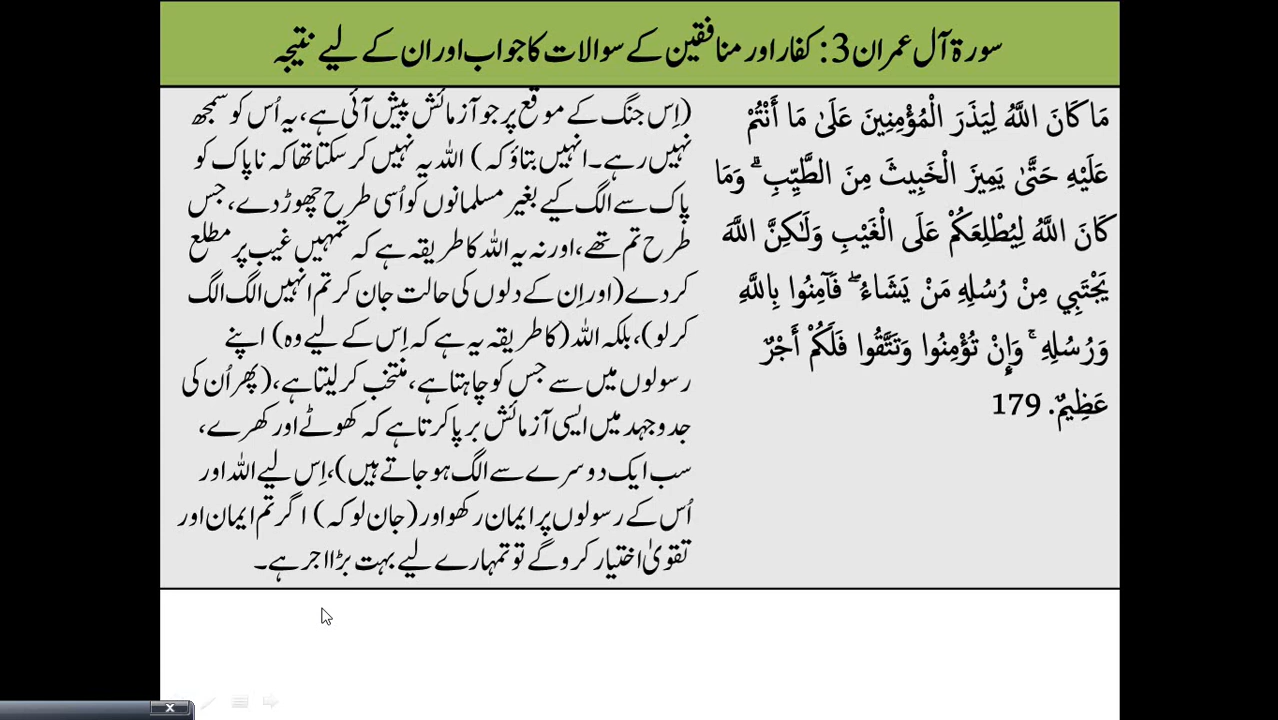 سورۃ آل عمران 3: کفار اور منافقین کے سوالات کا جواب اور ان کے لیے نتیجہ
مَا كَانَ اللَّهُ لِيَذَرَ الْمُؤْمِنِينَ عَلَىٰ مَا أَنْتُمْ
عَلَيْهِ حَتَّىٰ يَمِيزَ الْخَبِيثَ مِنَ الطَّيِّبِ ۗ وَمَا
كَانَ اللَّهُ لِيُطْلِعَكُمْ عَلَى الْغَيْبِ وَلَٰكِنَّ اللَّهَ
يَجْتَبِي مِنْ رُسُلِهِ مَنْ يَشَاءُ ۖ فَآمِنُوا بِاللَّهِ
وَرُسُلِهِ ۚ وَإِنْ تُؤْمِنُوا وَتَتَّقُوا فَلَكُمْ أَجْرٌ
عَظِيمٌ. 179
(اِس جنگ کے موقع پر جو آزمائش پیش آئی ہے، یہ اُس کو سمجھ
نہیں رہے۔ انہیں بتاؤ کہ) اللہ یہ نہیں کر سکتا تھا کہ ناپاک کو
پاک سے الگ کیے بغیر مسلمانوں کو اُسی طرح چھوڑ دے، جس
طرح تم تھے، اور نہ یہ اللہ کا طریقہ ہے کہ تمہیں غیب پر مطلع
کر دے (اور اِن کے دلوں کی حالت جان کر تم انہیں الگ الگ
کر لو)، بلکہ اللہ (کا طریقہ یہ ہے کہ اِس کے لیے وہ) اپنے
رسولوں میں سے جس کو چاہتا ہے، منتخب کر لیتا ہے، (پھر اُن کی
جدوجہد میں ایسی آزمائش برپا کرتا ہے کہ کھوٹے اور کھرے،
سب ایک دوسرے سے الگ ہو جاتے ہیں)، اِس لیے اللہ اور
اُس کے رسولوں پر ایمان رکھو اور (جان لو کہ) اگر تم ایمان اور
تقویٰ اختیار کرو گے تو تمہارے لیے بہت بڑا اجر ہے۔